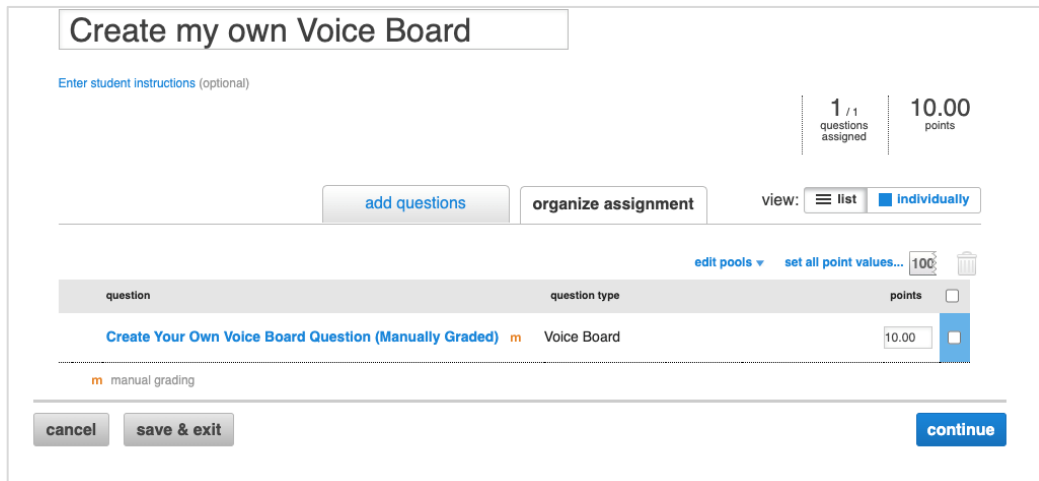 Create my own Voice Board
Enter student instructions (optional)
1 / 1 10.00
questions points
assigned
add questions organize assignment view: list individually
edit pools set all point values... 100
question question type points
Create Your Own Voice Board Question (Manually Graded) m Voice Board 10.00
m manual grading
cancel save & exit continue